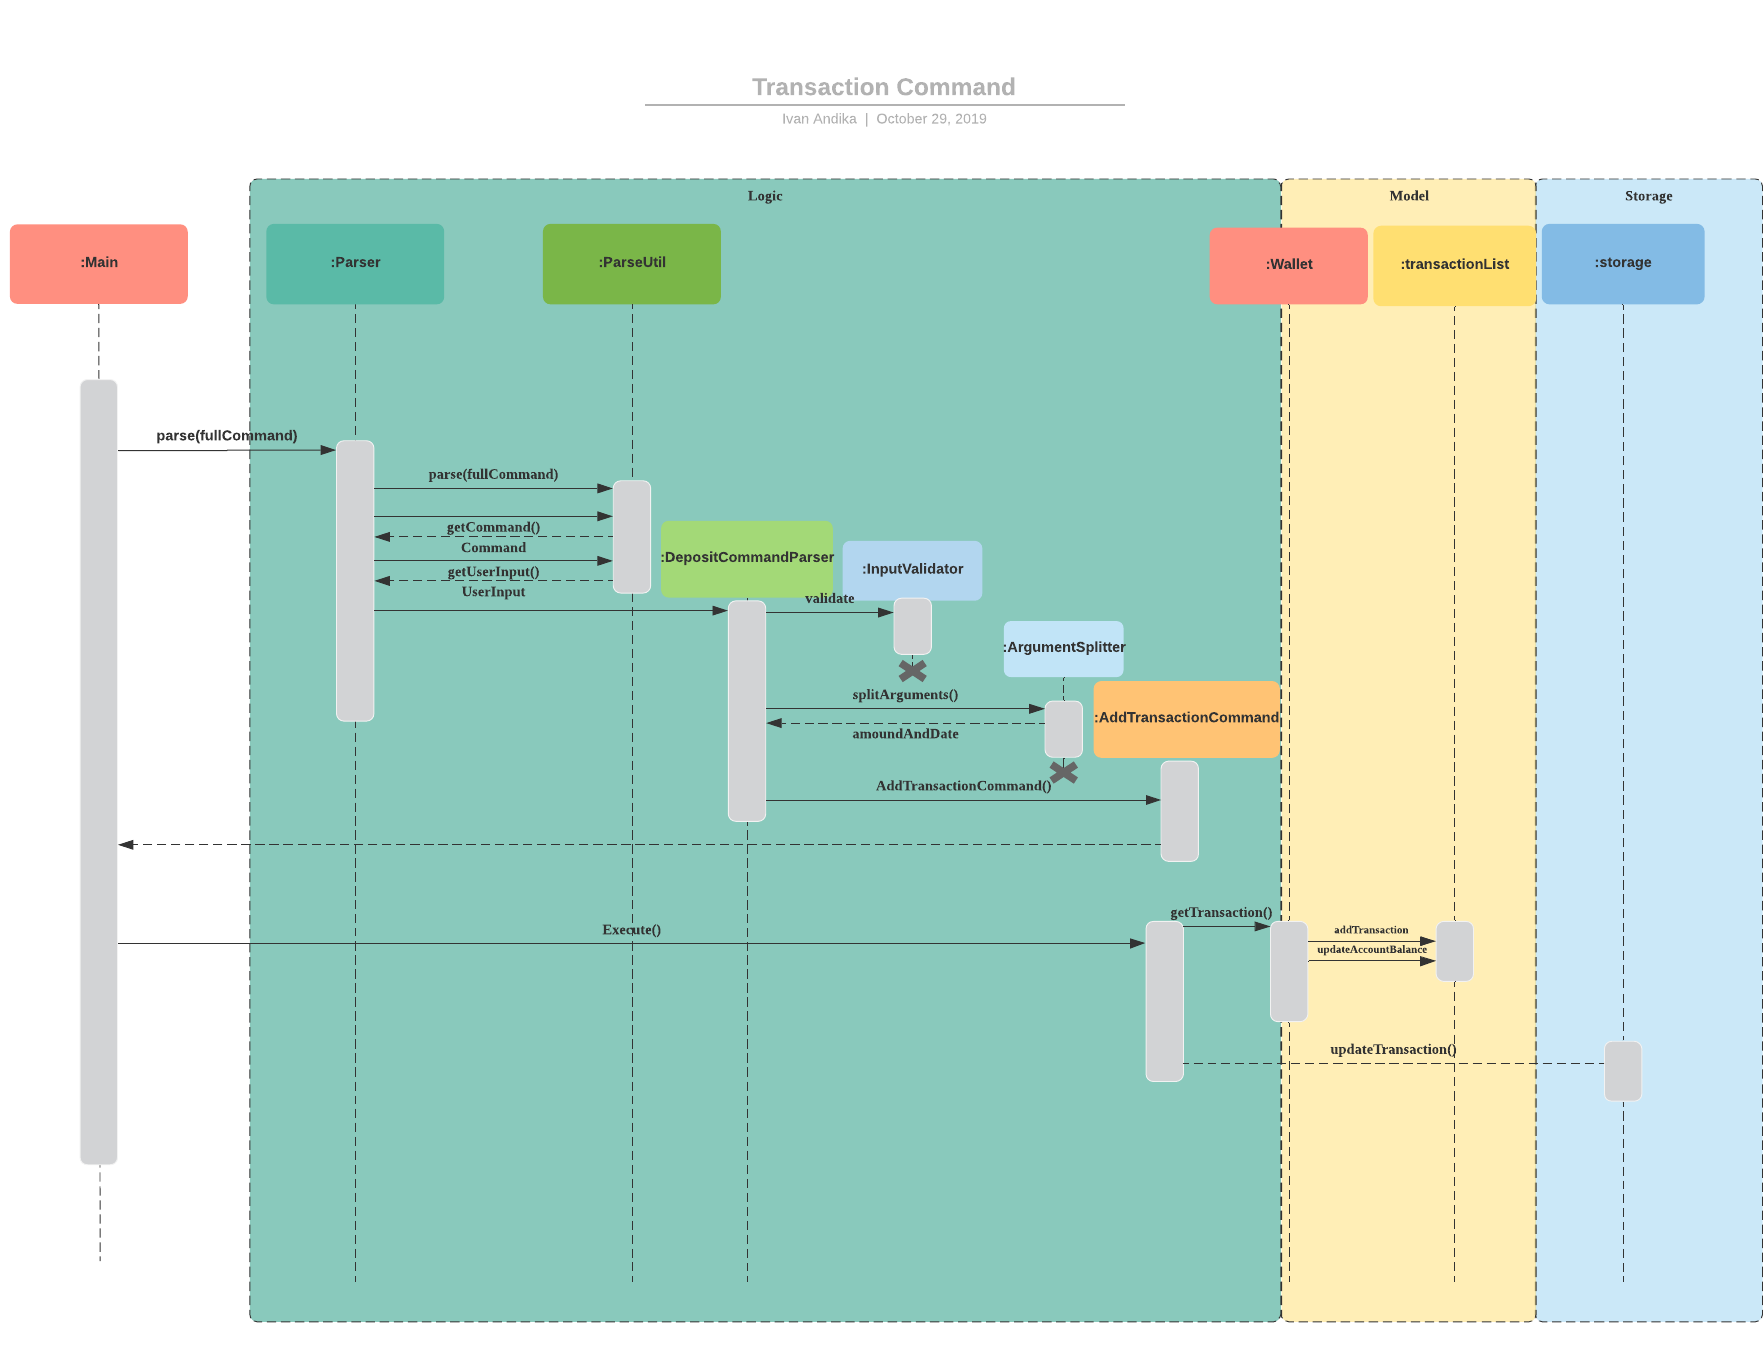 Transaction Command
Ivan Andika | October 29, 2019
Logic
Model
Storage
:Main
:Parser
:ParseUtil
:Wallet
:transactionList
:storage
parse(fullCommand)
parse(fullCommand)
getCommand()
Command
getUserInput()
UserInput
:DepositCommandParser
:InputValidator
validate
:ArgumentSplitter
splitArguments()
amoundAndDate
:AddTransactionCommand
AddTransactionCommand()
getTransaction()
Execute()
addTransaction
updateAccountBalance
updateTransaction()